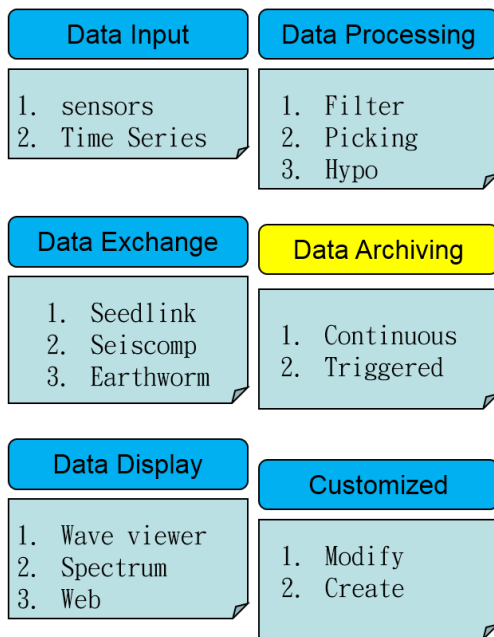 Data Input
1. sensors
2. Time Series
Data Processing
1. Filter
2. Picking
3. Hypo
Data Exchange
1. Seedlink
2. Seiscomp
3. Earthworm
Data Archiving
1. Continuous
2. Triggered
Data Display
1. Wave viewer
2. Spectrum
3. Web
Customized
1. Modify
2. Create